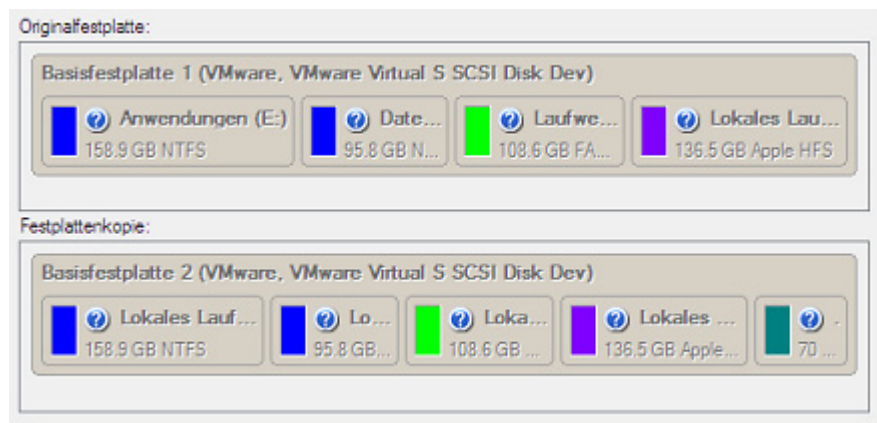 Originalfestplatte:
Basisfestplatte 1 (VMware, VMware Virtual S SCSI Disk Dev)
Anwendungen (E:)
158.9 GB NTFS
Date...
95.8 GB N...
Laufwe...
108.6 GB FA...
Lokales Lau...
136.5 GB Apple HFS
Festplattenkopie:
Basisfestplatte 2 (VMware, VMware Virtual S SCSI Disk Dev)
Lokales Lauf...
158.9 GB NTFS
Lo...
95.8 GB...
Loka...
108.6 GB ...
Lokales ...
136.5 GB Apple...
.
70 ...